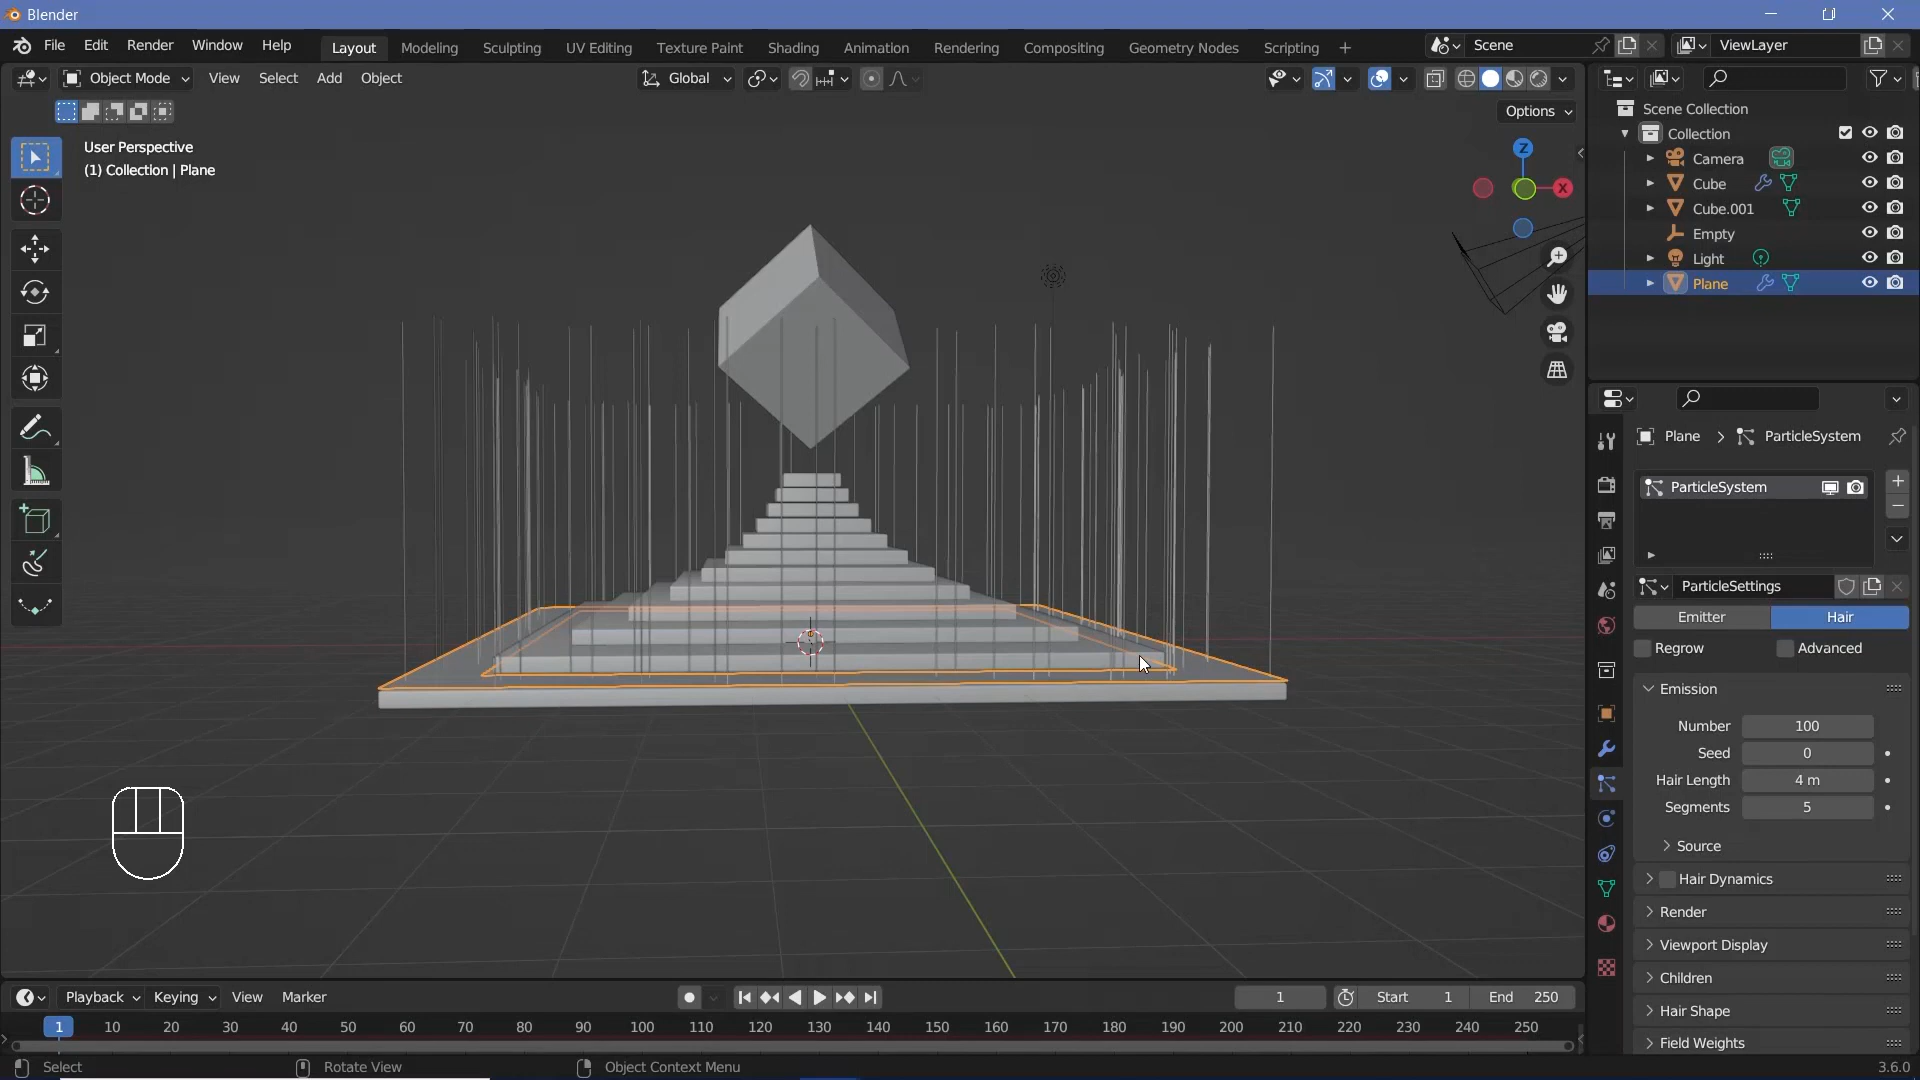 Blender
File Edit Render Window Help
Layout Modeling Sculpting UV Editing Texture Paint Shading Animation Rendering Compositing Geometry Nodes Scripting +
Scene
ViewLayer
Object Mode View Select Add Object
Global
Options
User Perspective
(1) Collection | Plane
Z
X
Scene Collection
Collection
Camera
Cube
Cube.001
Empty
Light
Plane
Plane > ParticleSystem
ParticleSystem
ParticleSettings
Emitter Hair
Regrow Advanced
Emission
Number 100
Seed 0
Hair Length 4 m
Segments 5
Source
Hair Dynamics
Render
Viewport Display
Children
Hair Shape
Field Weights
Playback Keying View Marker
1 Start 1 End 250
1 10 20 30 40 50 60 70 80 90 100 110 120 130 140 150 160 170 180 190 200 210 220 230 240 250
Select Rotate View Object Context Menu 3.6.0